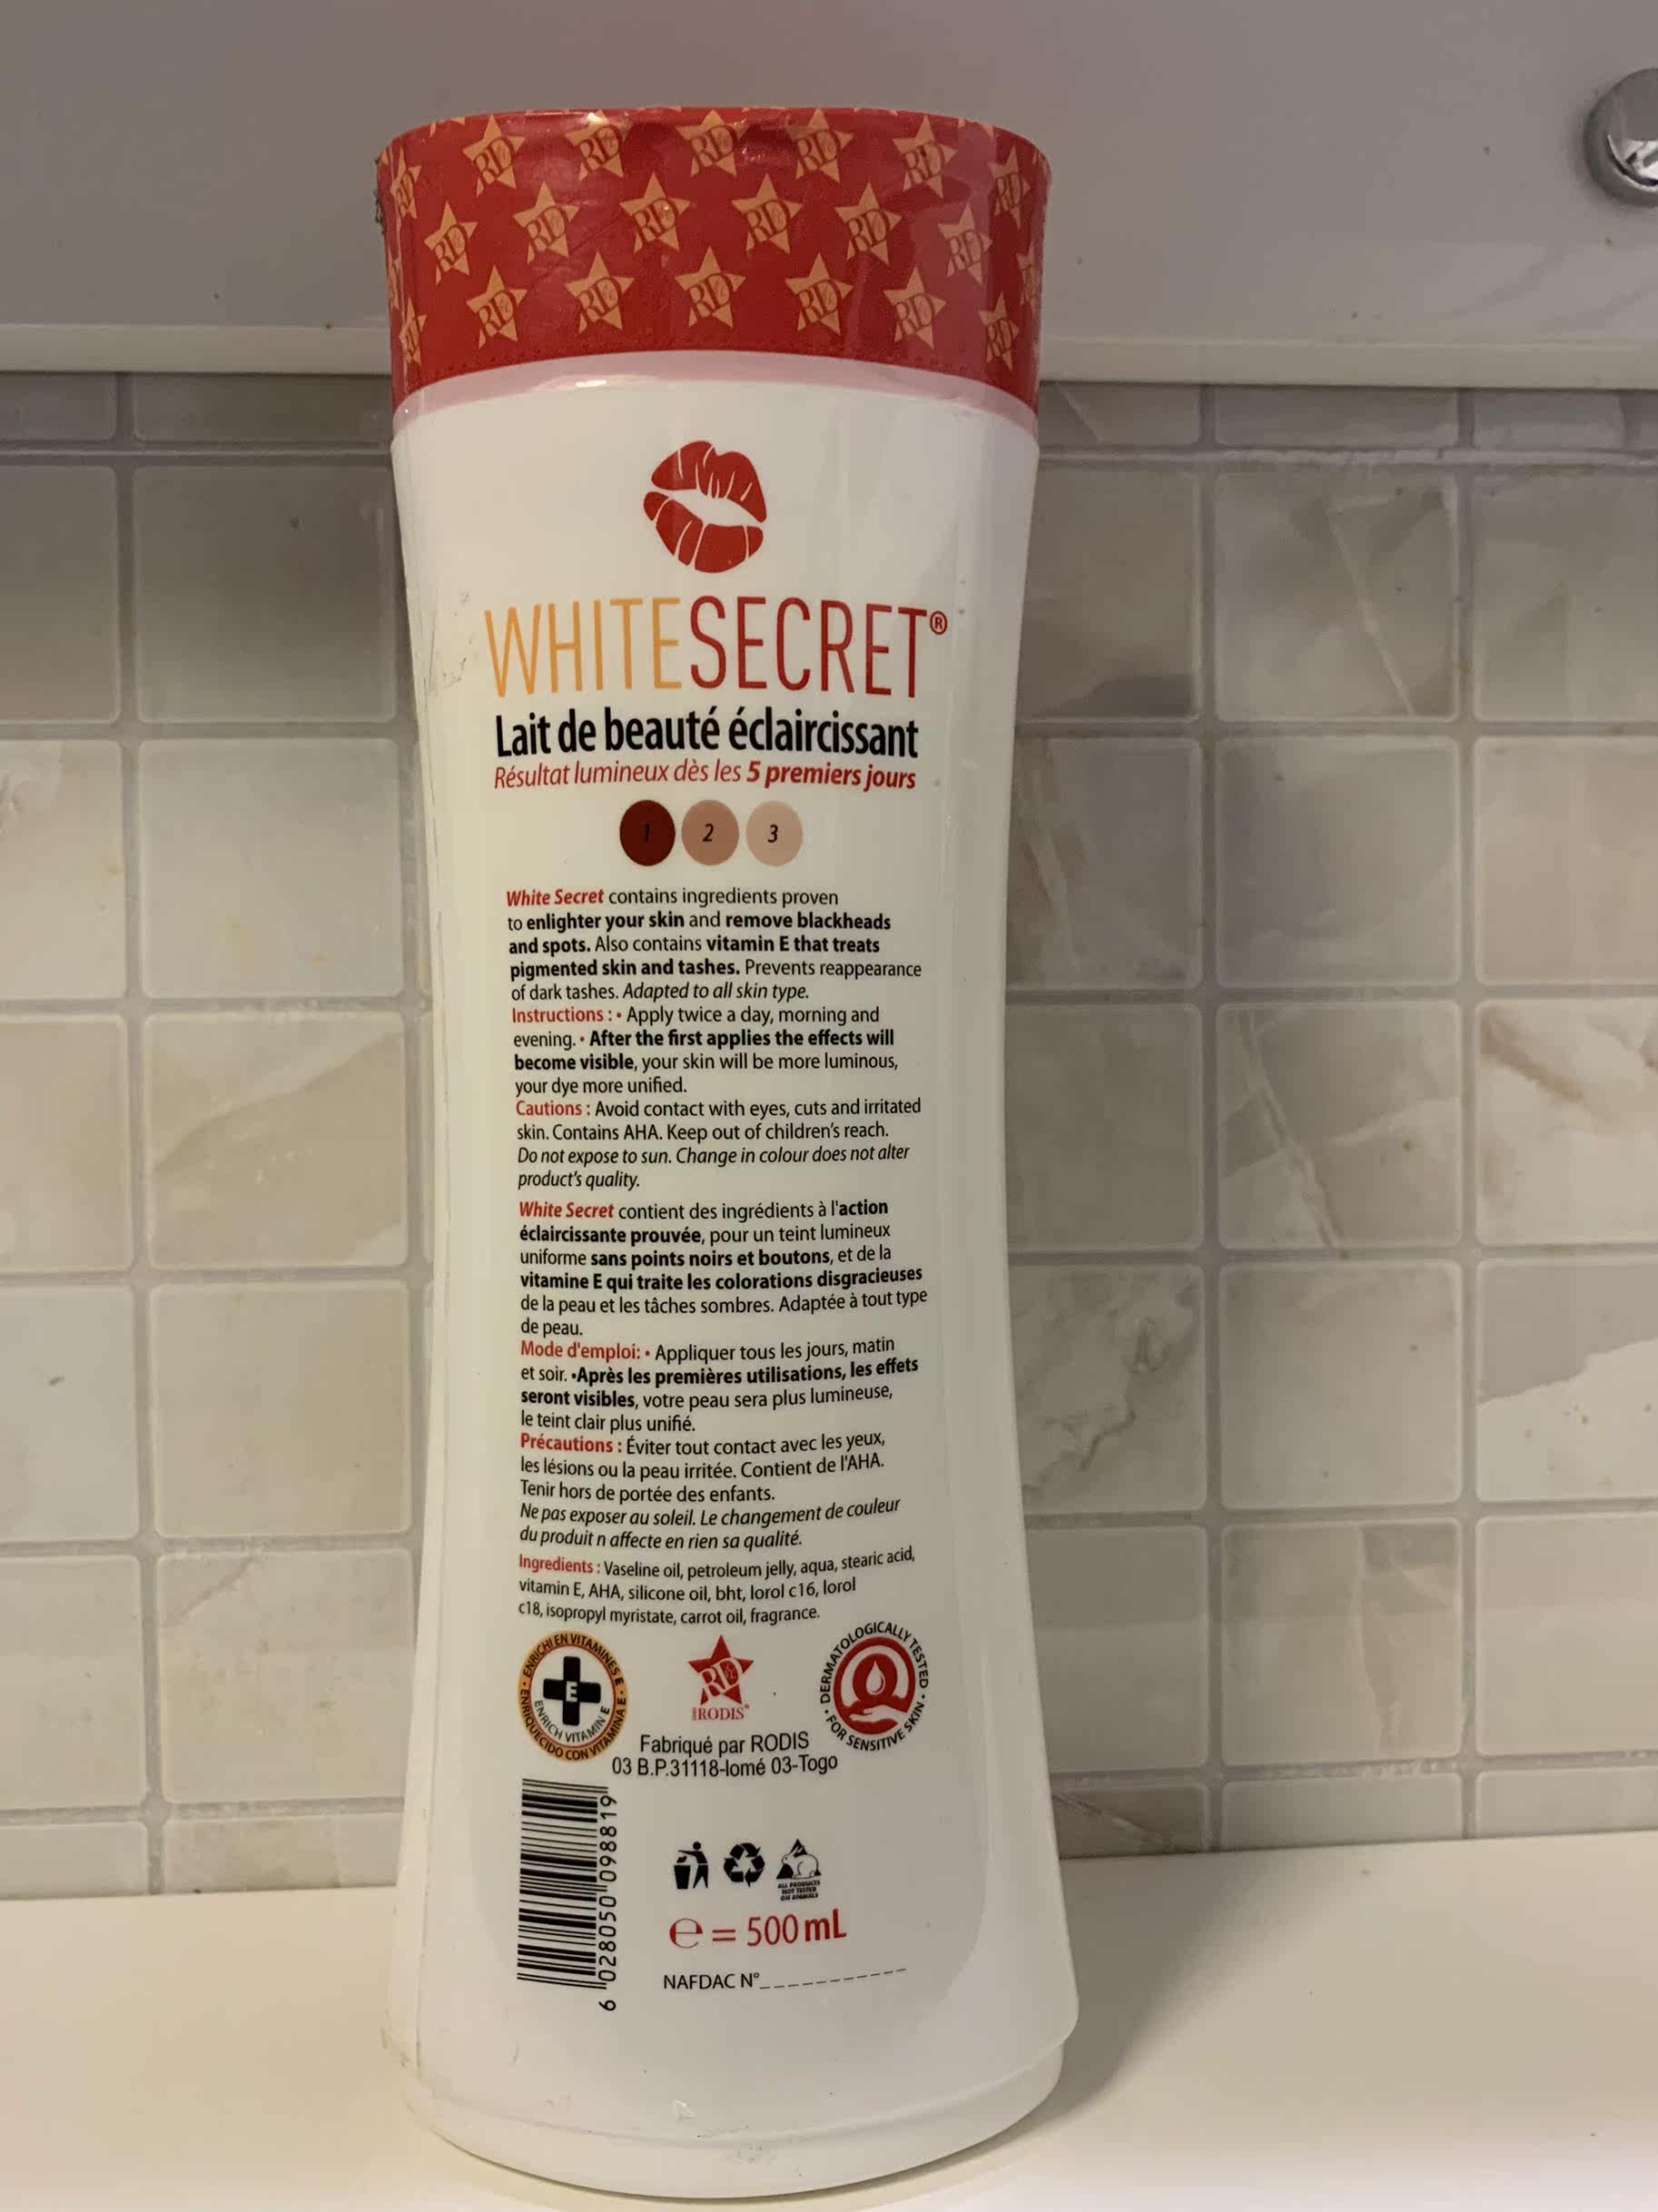 WHITESECRET®
Lait de beauté éclaircissant
Résultat lumineux dès les 5 premiers jours
1 2 3
White Secret contains ingredients proven
to enlighter your skin and remove blackheads
and spots. Also contains vitamin E that treats
pigmented skin and tashes. Prevents reappearance
of dark tashes. Adapted to all skin type.
Instructions : • Apply twice a day, morning and
evening. • After the first applies the effects will
become visible, your skin will be more luminous,
your dye more unified.
Cautions : Avoid contact with eyes, cuts and irritated
skin. Contains AHA. Keep out of children's reach.
Do not expose to sun. Change in colour does not alter
product's quality.
White Secret contient des ingrédients à l'action
éclaircissante prouvée, pour un teint lumineux
uniforme sans points noirs et boutons, et de la
vitamine E qui traite les colorations disgracieuses
de la peau et les tâches sombres. Adaptée à tout type
de peau.
Mode d'emploi: • Appliquer tous les jours, matin
et soir. •Après les premières utilisations, les effets
seront visibles, votre peau sera plus lumineuse,
le teint clair plus unifié.
Précautions : Éviter tout contact avec les yeux,
les lésions ou la peau irritée. Contient de l'AHA.
Tenir hors de portée des enfants.
Ne pas exposer au soleil. Le changement de couleur
du produit n affecte en rien sa qualité.
Ingredients : Vaseline oil, petroleum jelly, aqua, stearic acid,
vitamin E, AHA, silicone oil, bht, lorol c16, lorol
c18, isopropyl myristate, carrot oil, fragrance.
ENRICHI EN VITAMINES E • ENRIQUECIDO CON VITAMINA E •
E
ENRICH VITAMIN E
RD
RODIS
DERMATOLOGICALLY TESTED • FOR SENSITIVE SKIN •
Fabriqué par RODIS
03 B.P.31118-lomé 03-Togo
6 028050 098819
ALL PRODUCTS
NOT TESTED
ON ANIMALS
e = 500 mL
NAFDAC N°____________